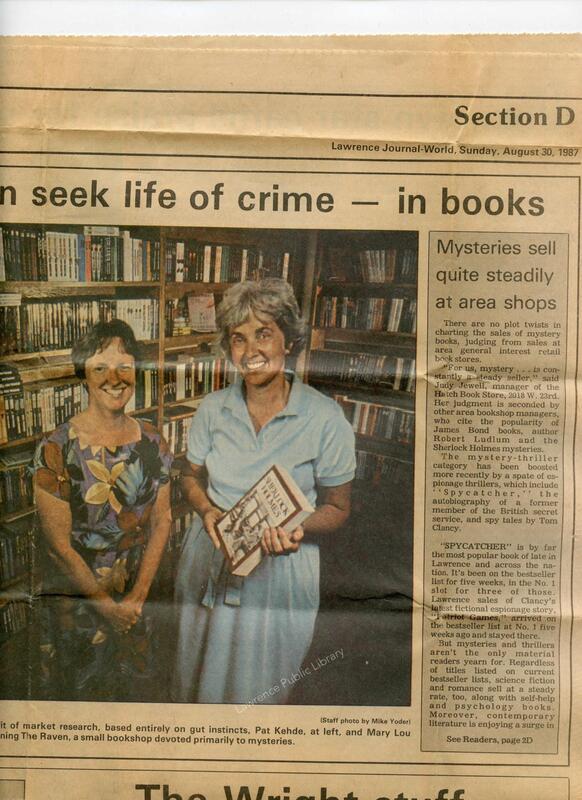 Section D
Lawrence Journal-World, Sunday, August 30, 1987
n seek life of crime — in books
Mysteries sell
quite steadily
at area shops
There are no plot twists in
charting the sales of mystery
books, judging from sales at
area general interest retail
book stores.
"For us, mystery . . . is con-
stantly a steady seller," said
Judy Jewell, manager of the
Hatch Book Store, 2018 W. 23rd.
Her judgment is seconded by
other area bookshop managers,
who cite the popularity of
James Bond books, author
Robert Ludlum and the
Sherlock Holmes mysteries.
The mystery-thriller
category has been boosted
more recently by a spate of es-
pionage thrillers, which include
"Spycatcher," the
autobiography of a former
member of the British secret
service, and spy tales by Tom
Clancy.
"SPYCATCHER" is by far
the most popular book of late in
Lawrence and across the na-
tion. It's been on the bestseller
list for five weeks, in the No. 1
slot for three of those.
Lawrence sales of Clancy's
latest fictional espionage story,
"Patriot Games," arrived on
the bestseller list at No. 1 five
weeks ago and stayed there.
But mysteries and thrillers
aren't the only material
readers yearn for. Regardless
of titles listed on current
bestseller lists, science fiction
and romance sell at a steady
rate, too, along with self-help
and psychology books.
Moreover, contemporary
literature is enjoying a surge in
See Readers, page 2D
SHERLOCK
HOLMES
Lawrence Public Library
(Staff photo by Mike Yoder)
it of market research, based entirely on gut instincts, Pat Kehde, at left, and Mary Lou
ning The Raven, a small bookshop devoted primarily to mysteries.
The Wright stuff